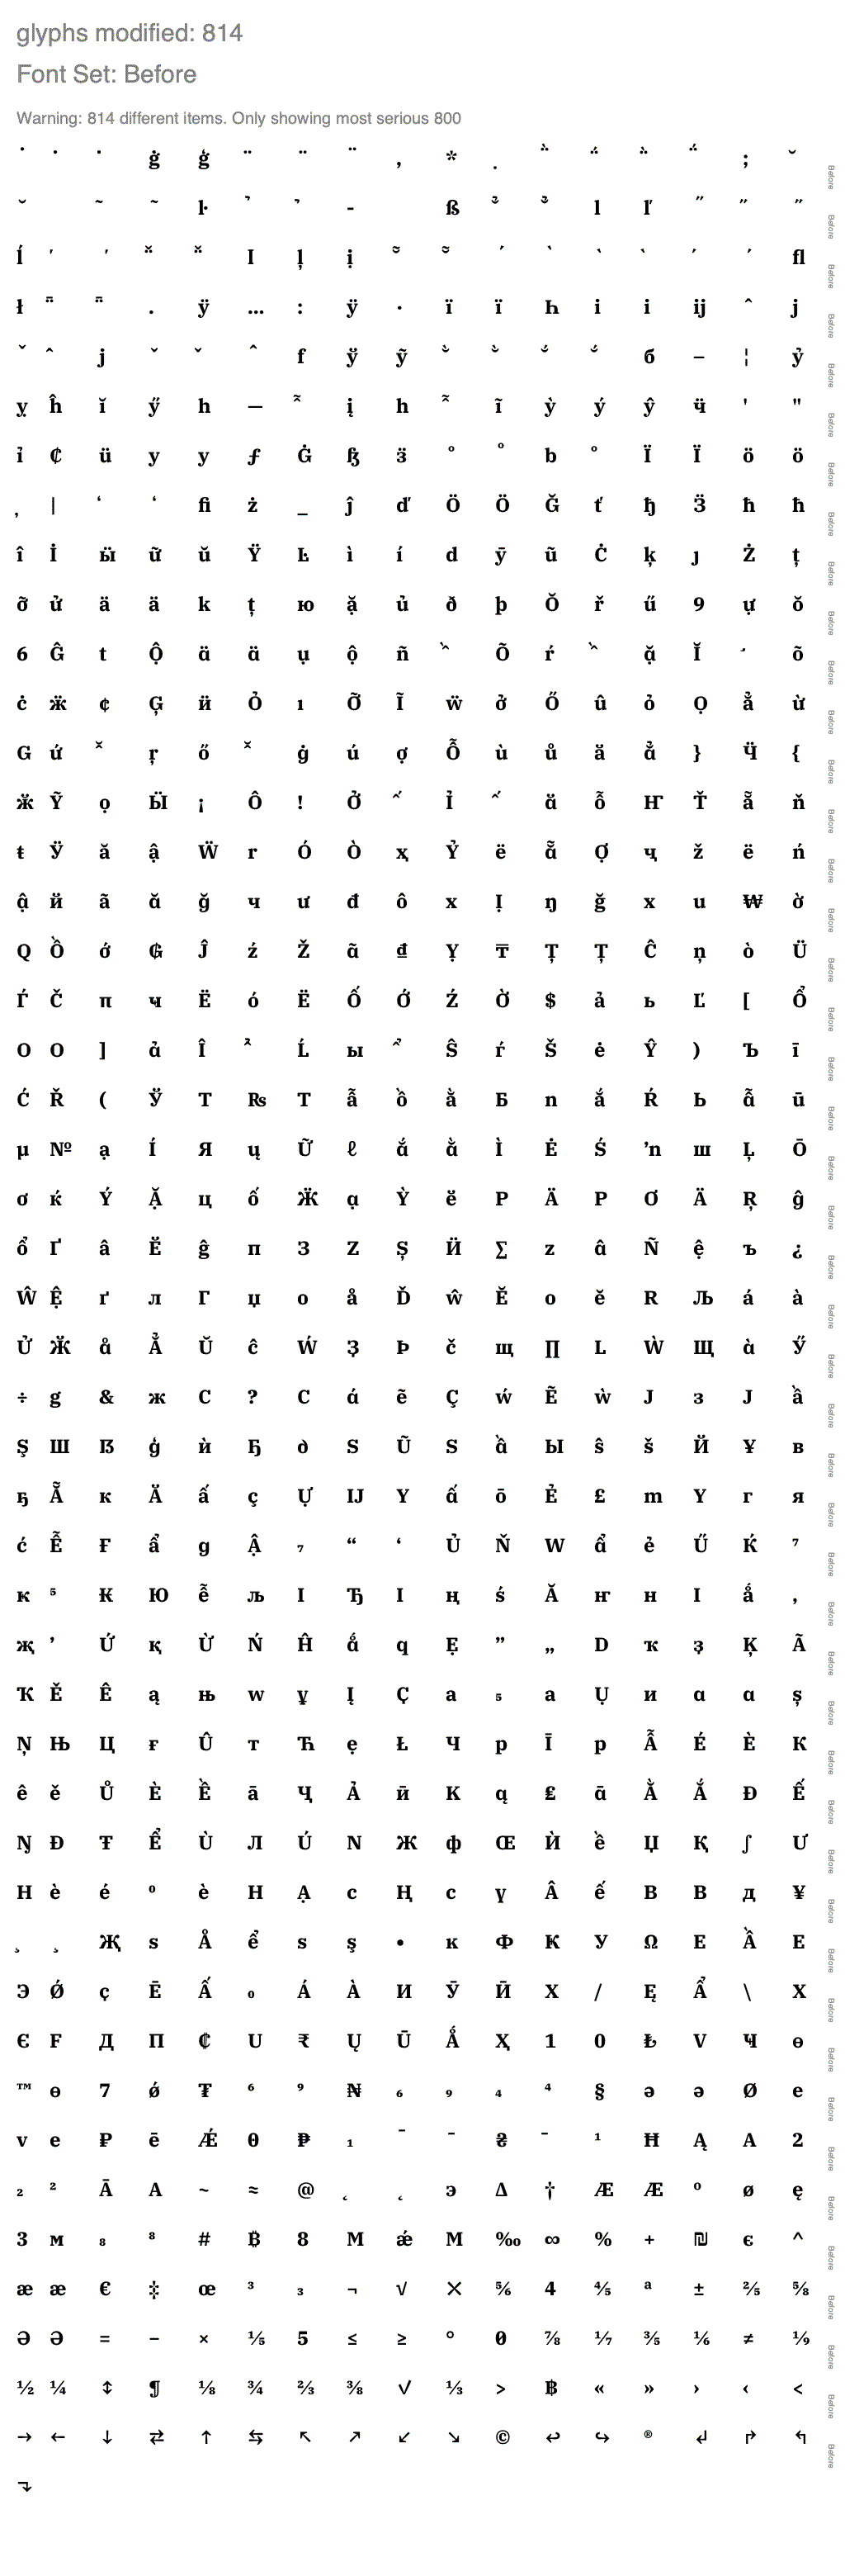 glyphs modified: 814
Font Set: Before
Warning: 814 different items. Only showing most serious 800
˙ ˙ ˙ ġ ģ ¨ ¨ ¨ , * . ; ˘ Before
˘ ˜ ˜ ŀ - ß l ľ ˝ ˝ ˝ Before
ĺ ļ ị I fl Before
ł . ÿ … : ÿ · ï ï Һ i i ij ˆ j Before
ˇ ˆ j ˇ ˇ ˆ f ÿ ỹ б – ¦ ỷ Before
ỵ ĥ ĭ ӳ h — į h ĩ ỳ ý ŷ ӵ ' " Before
ỉ ₵ ü y y ƒ Ġ ӟ ° ° b ° Ï Ï ö ö Before
| ‘ ‘ fi ż _ ĵ ď Ö Ö Ğ ť ђ Ӟ ħ ħ Before
î İ ӹ ữ ŭ Ÿ Ŀ ì í d ȳ ũ Ċ ķ ȷ Ż ț Before
ỡ ử ä ä k ţ ю ặ ủ ð þ Ŏ ř ű 9 ự ŏ Before
6 Ĝ t Ộ ụ ộ ñ Õ ŕ Ĭ õ Before
ċ ӝ ¢ Ģ ӥ Ỏ ı Ỡ Ĩ ẅ ở Ő û ỏ Ọ ẳ ừ Before
G ứ ŗ ő ġ ú ợ Ỗ ù ů ä } Ӵ { Before
ӝ Ỹ ọ Ӹ ¡ Ô ! Ở Ỉ ỗ Ҥ Ť ẵ ň Before
ŧ Ў ă ậ Ẅ r Ó Ò ҳ Ỷ ë Ợ ҷ ž ë ń Before
й ã ğ ч ư đ ô x Ị ŋ ğ x u ₩ ờ Before
Q Ồ ớ ₲ Ĵ ź Ž ₫ Ỵ ₸ Ț Ţ Ĉ ņ ò Ü Before
Ѓ Č п ч Ë ó Ë Ố Ớ Ź Ờ $ ả ь Ľ [ Ổ Before
O O ] Î Ĺ ы Ŝ ŕ Š ė Ŷ ) Ъ ī Before
Ć Ř ( Ў T ₨ T ẫ ồ ằ Б n ắ Ŕ Ь ū Before
µ № ạ Í Я ų Ữ ℓ Ì Ė Ś ŉ ш Ļ Ō Before
ơ ќ Ý Ặ ц ố Ӝ Ỳ ё P Ä P Ơ Ä Ŗ ĝ Before
ổ Ґ â Ё ĝ п З Z Ș Ӥ ∑ z Ñ ệ ъ ¿ Before
Ŵ Ệ ґ л Г џ o å Ď ŵ Ĕ o ĕ R Љ á à Before
Ử Ӝ Ẳ Ŭ ĉ Ẃ Ҙ Þ č щ ∏ L Ẁ Щ Ӳ Before
÷ g & ж C ? C ẽ Ç ẃ Ẽ ẁ J з J ầ Before
Ş Ш ẞ ģ ѝ Ҕ ә S Ũ S Ы ŝ š Й ¥ в Before
Ẵ к Ӓ ấ ç Ự IJ Y ō Ẻ £ m Y г я Before
ć Ễ ₣ ẩ g Ậ ₇ “ ‘ Ủ Ň W ẻ Ű Ќ ⁷ Before
к ⁵ Ю ễ љ I Ђ I ң ś Ă ҥ н I , Before
җ ’ Ú қ Ù Ń Ĥ q Ẹ ” „ D ҡ ҙ Ķ Ã Before
Ҡ Ě Ê ą њ w ұ Į Ç a ₅ a Ụ и ɑ ɑ ș Before
Ņ Њ Ц ғ Û т Ћ ẹ Ł Ч p Ī p Ẫ É È К Before
ê ě Ů È Ề ā Ҷ Ả ӣ K q £ Ằ Ắ Đ Ế Before
Ŋ Đ Ŧ Ể Ù Л Ú N Ж ф Œ Ѝ ề Џ Қ ∫ Ư Before
H è é ⁰ è H Ạ c Ң c ү Â ế B B д ¥ Before
¸ ¸ Җ s Å ể s ş • к Ф К У Ω E Ầ E Before
Э Ǿ ç Ē Ấ ₀ Á À И Ӯ Ӣ X / Ę Ẩ \ X Before
Є F Д П ₵ U ₹ Ų Ū Ǻ Ҳ 1 0 V Ҹ ɵ Before
™ ɵ 7 ǿ ₮ ⁶ ⁹ ₦ ₆ ₉ ₄ ⁴ § ə ə Ø e Before
v e ₽ ē Ǽ 0 ₱ ₁ ¯ ¯ ₴ ¯ ¹ Ħ Ą A 2 Before
₂ ² Ā A ~ ≈ @ ˛ ˛ э ∆ † Æ Æ º ø ę Before
3 м ₈ ⁸ # ₿ 8 M ǽ M ‰ ∞ % + ₪ є ^ Before
æ æ € ‡ œ ³ ₃ ¬ √ ✕ ⅚ 4 ⅘ ª ± ⅖ ⅝ Before
Ə Ə = − × ⅕ 5 ≤ ≥ ° 0 ⅞ ⅐ ⅗ ⅙ ≠ ⅑ Before
½ ¼ ↕ ¶ ⅛ ¾ ⅔ ⅜ ✓ ⅓ > ฿ « » › ‹ < Before
→ ← ↓ ⇄ ↑ ⇆ ↖ ↗ ↙ ↘ © ↩ ↪ ® ↲ ↱ ↰ Before
↴